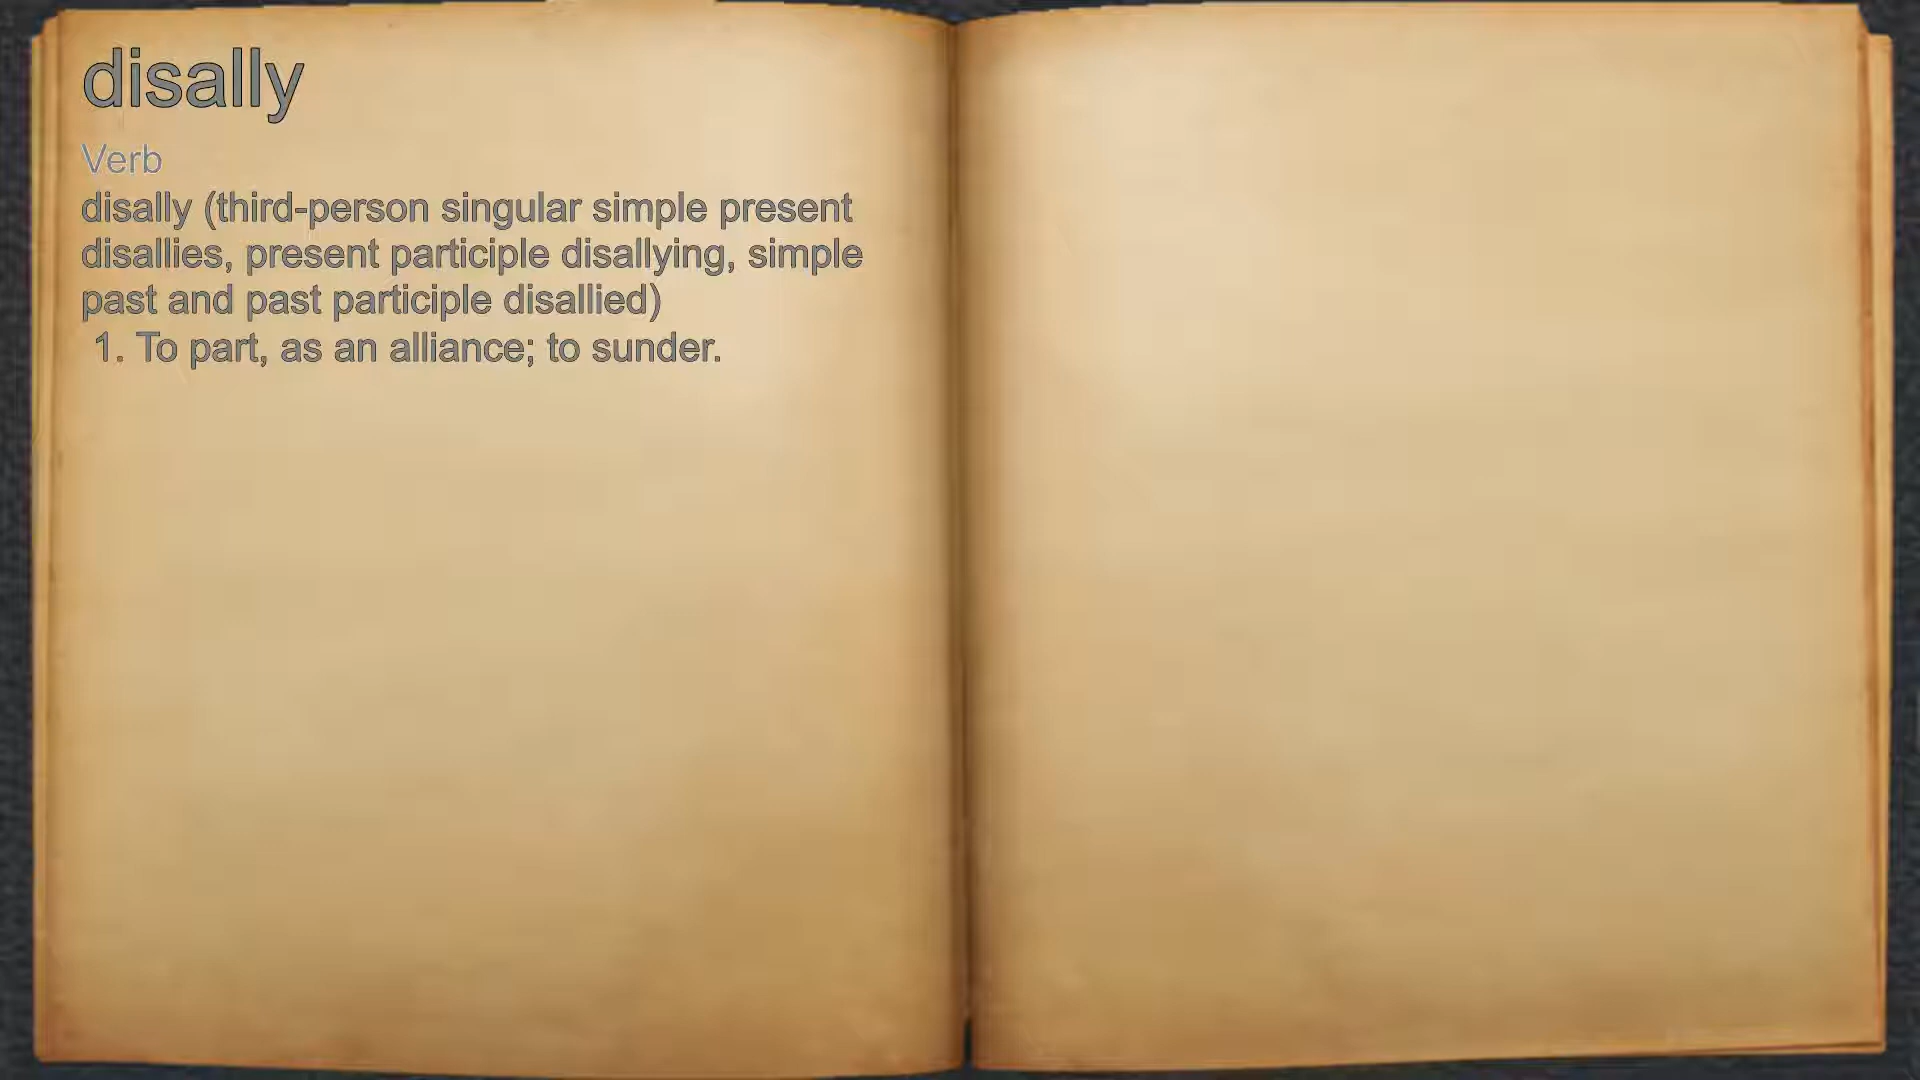 disally
Verb
disally (third-person singular simple present
disallies, present participle disallying, simple
past and past participle disallied)
1. To part, as an alliance; to sunder.